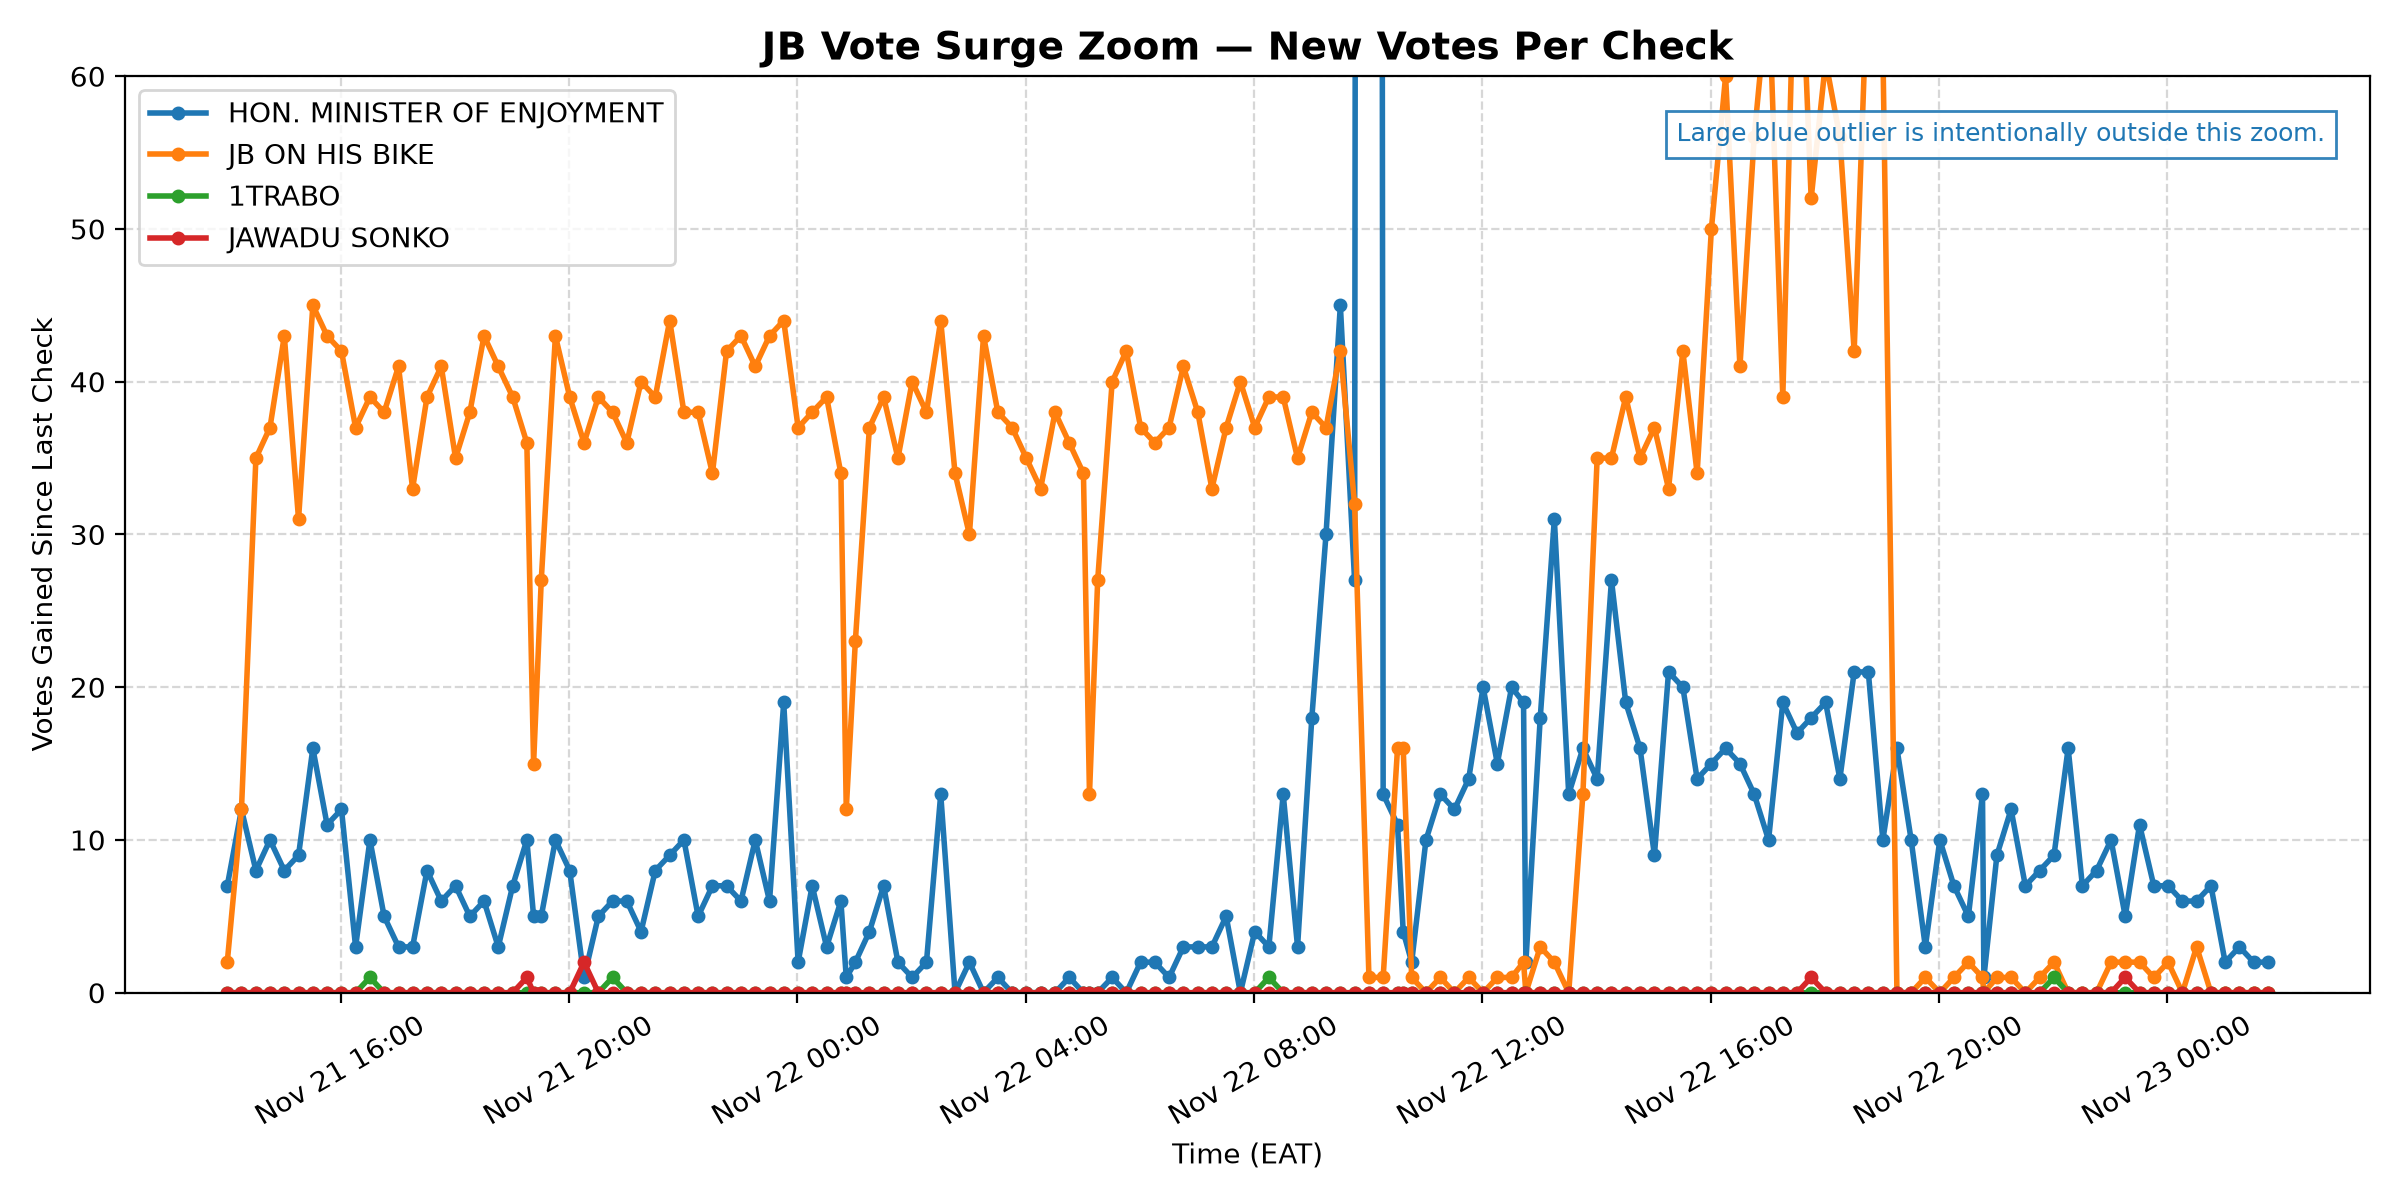 JB Vote Surge Zoom — New Votes Per Check
HON. MINISTER OF ENJOYMENT
JB ON HIS BIKE
1TRABO
JAWADU SONKO
Large blue outlier is intentionally outside this zoom.
Votes Gained Since Last Check
60
50
40
30
20
10
0
Nov 21 16:00
Nov 21 20:00
Nov 22 00:00
Nov 22 04:00
Nov 22 08:00
Nov 22 12:00
Nov 22 16:00
Nov 22 20:00
Nov 23 00:00
Time (EAT)